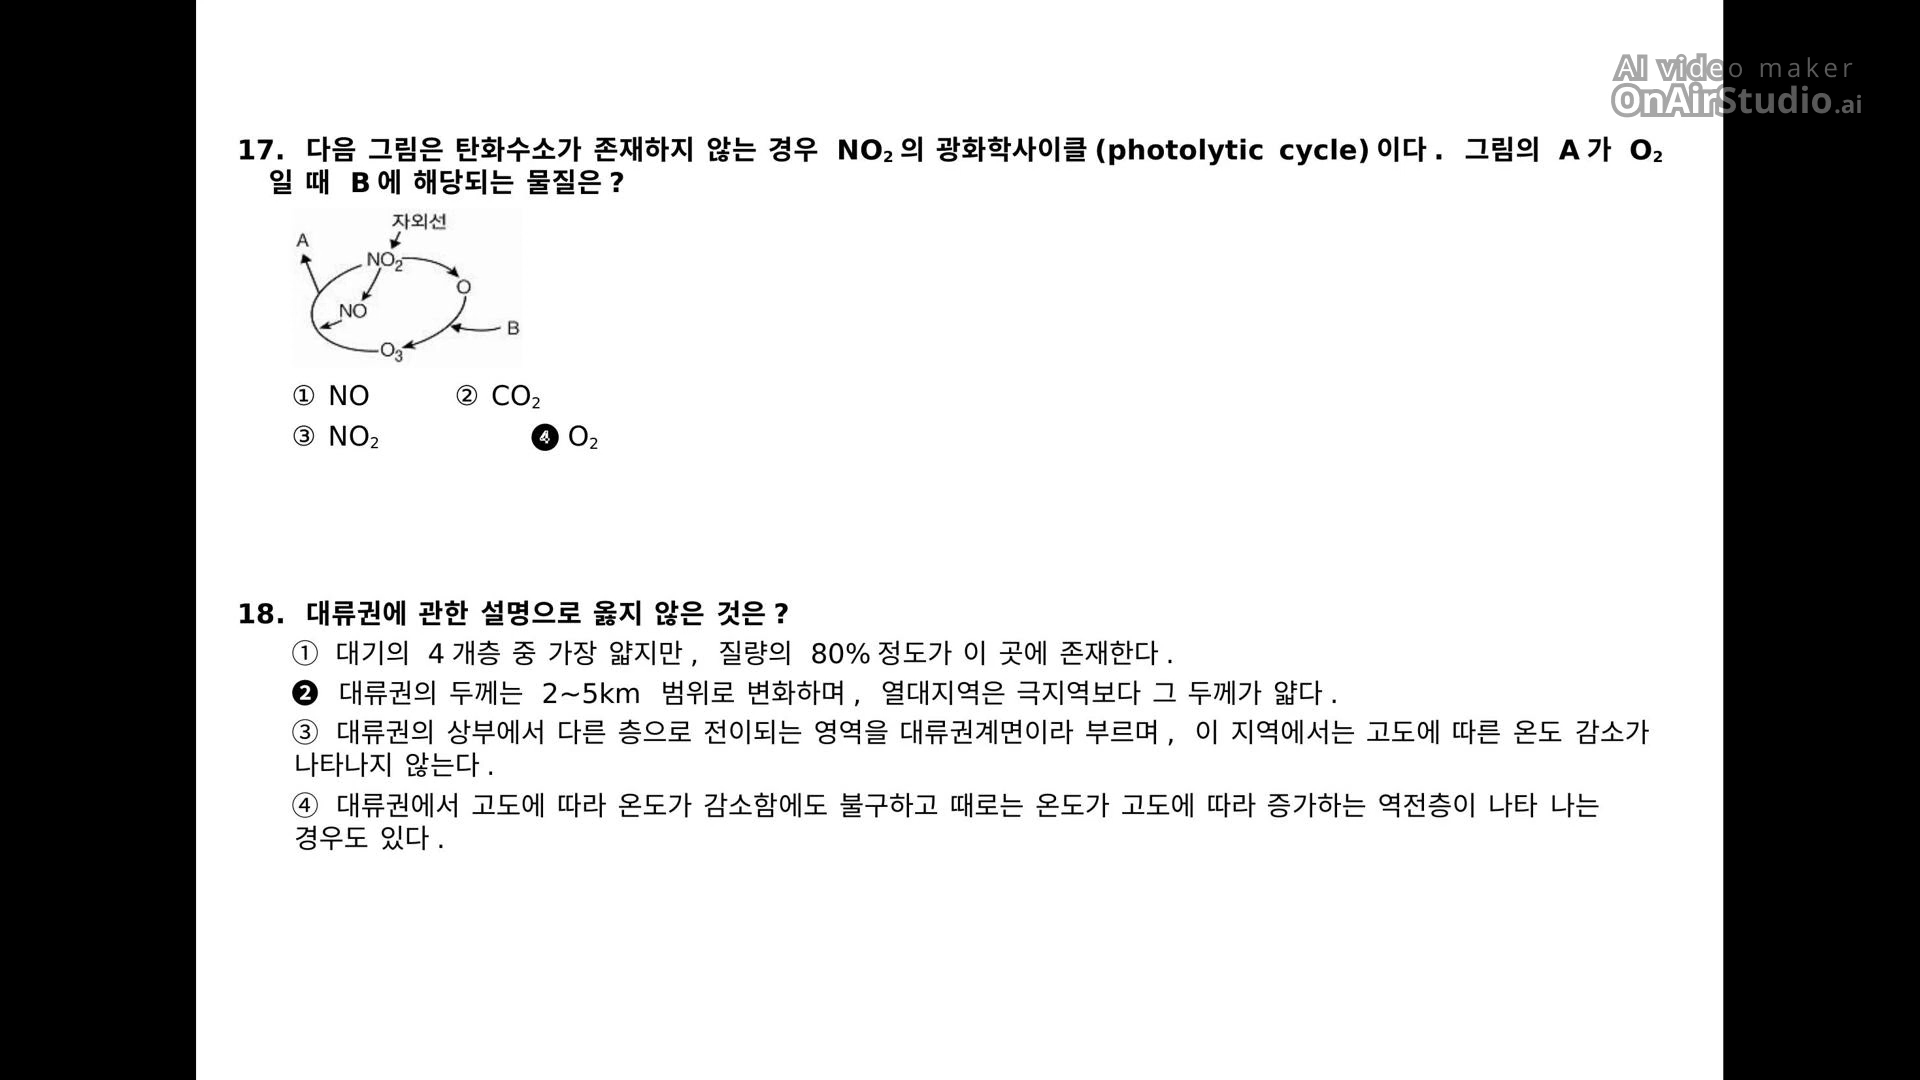 AI video maker
OnAirStudio.ai
17. 다음 그림은 탄화수소가 존재하지 않는 경우 NO₂의 광화학사이클(photolytic cycle)이다. 그림의 A가 O₂
일 때 B에 해당되는 물질은?
자외선
A
NO₂
O
NO
B
O₃
① NO ② CO₂
③ NO₂ ❹ O₂
18. 대류권에 관한 설명으로 옳지 않은 것은?
① 대기의 4개층 중 가장 얇지만, 질량의 80%정도가 이 곳에 존재한다.
❷ 대류권의 두께는 2~5km 범위로 변화하며, 열대지역은 극지역보다 그 두께가 얇다.
③ 대류권의 상부에서 다른 층으로 전이되는 영역을 대류권계면이라 부르며, 이 지역에서는 고도에 따른 온도 감소가
나타나지 않는다.
④ 대류권에서 고도에 따라 온도가 감소함에도 불구하고 때로는 온도가 고도에 따라 증가하는 역전층이 나타 나는
경우도 있다.